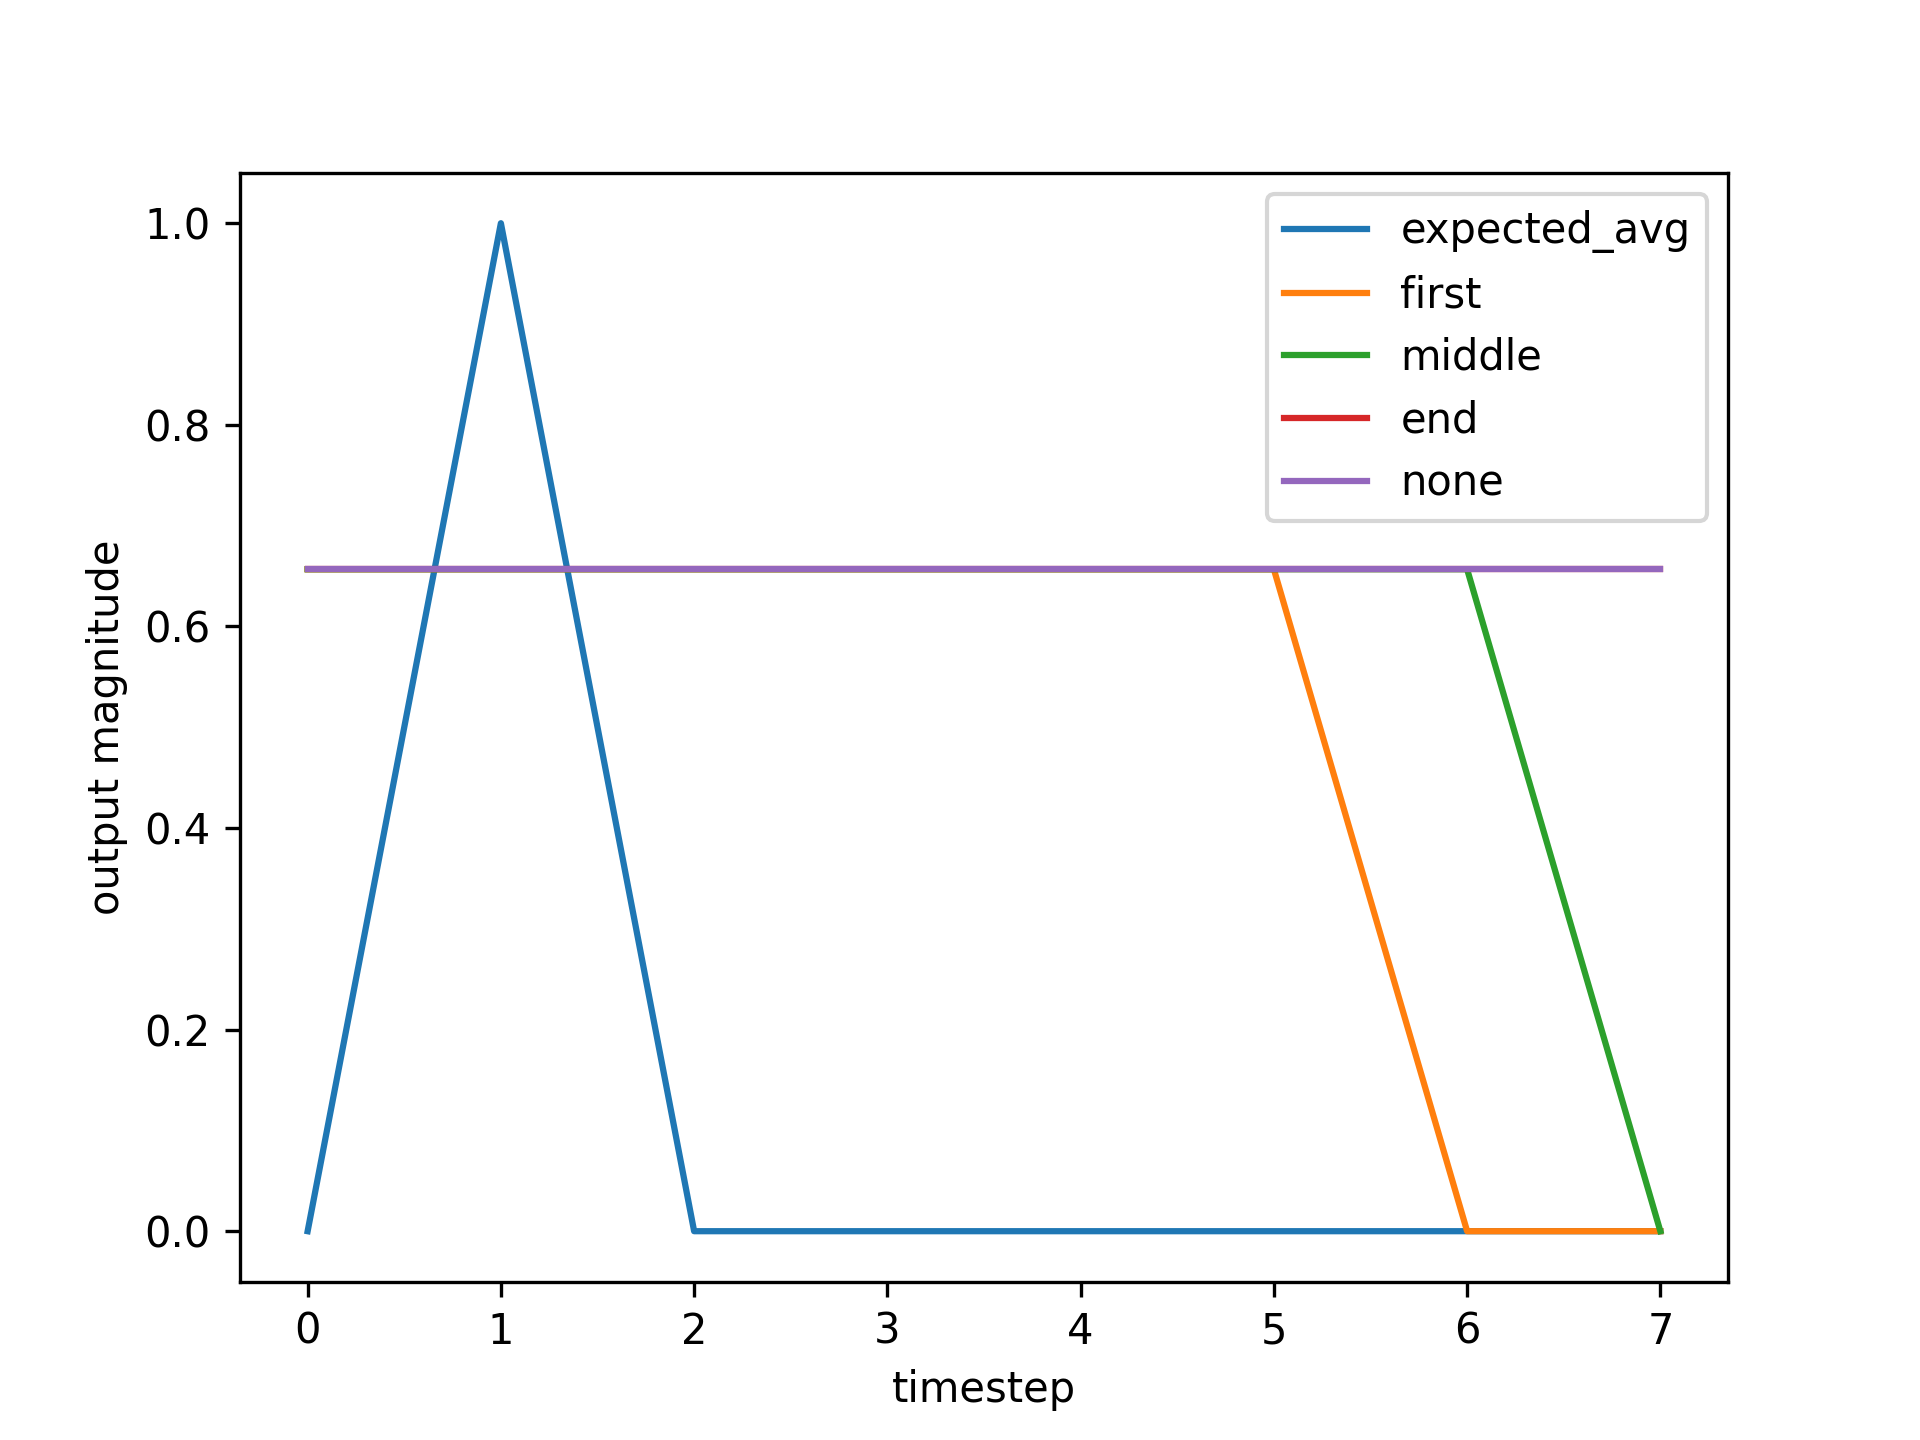 expected_avg
first
middle
end
none
1.0
0.8
0.6
0.4
0.2
0.0
output magnitude
0 1 2 3 4 5 6 7
timestep